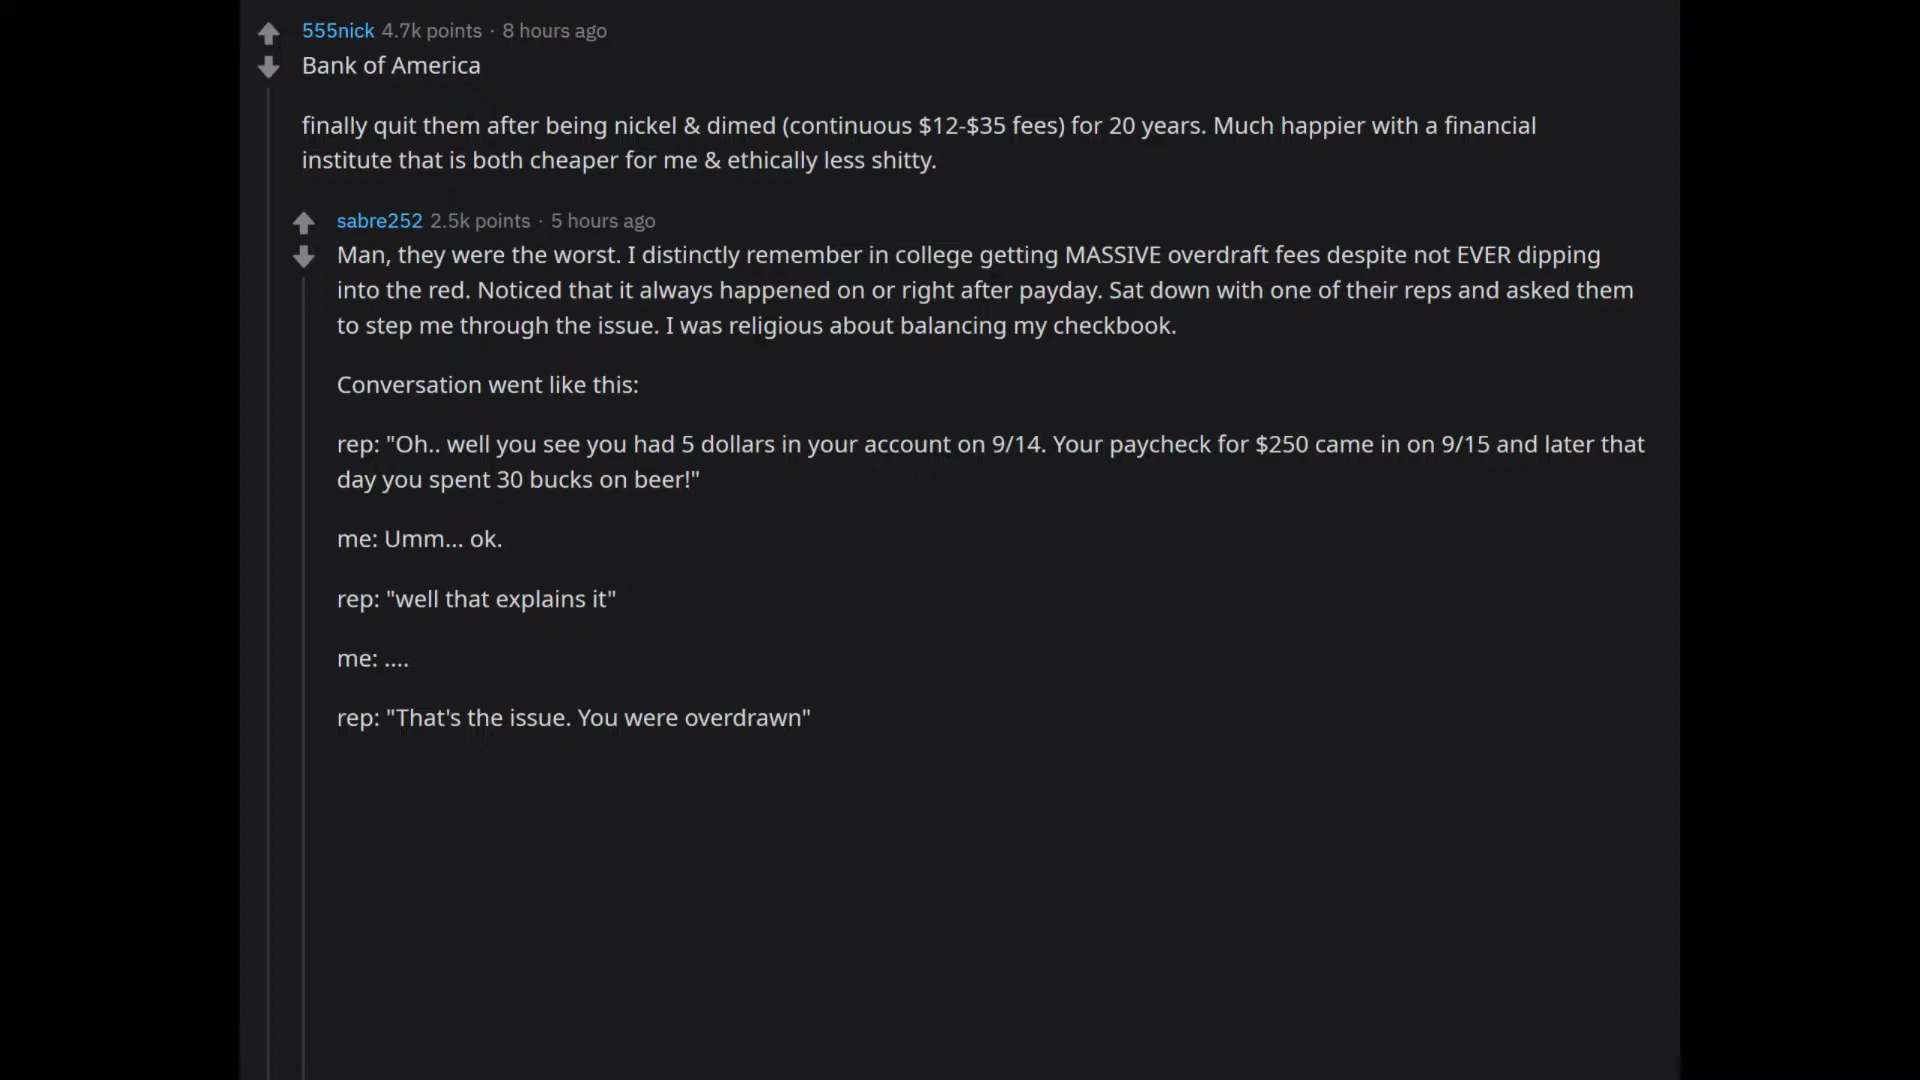 555nick 4.7k points · 8 hours ago
Bank of America
finally quit them after being nickel & dimed (continuous $12-$35 fees) for 20 years. Much happier with a financial
institute that is both cheaper for me & ethically less shitty.
sabre252 2.5k points · 5 hours ago
Man, they were the worst. I distinctly remember in college getting MASSIVE overdraft fees despite not EVER dipping
into the red. Noticed that it always happened on or right after payday. Sat down with one of their reps and asked them
to step me through the issue. I was religious about balancing my checkbook.
Conversation went like this:
rep: "Oh.. well you see you had 5 dollars in your account on 9/14. Your paycheck for $250 came in on 9/15 and later that
day you spent 30 bucks on beer!"
me: Umm... ok.
rep: "well that explains it"
me: ....
rep: "That's the issue. You were overdrawn"